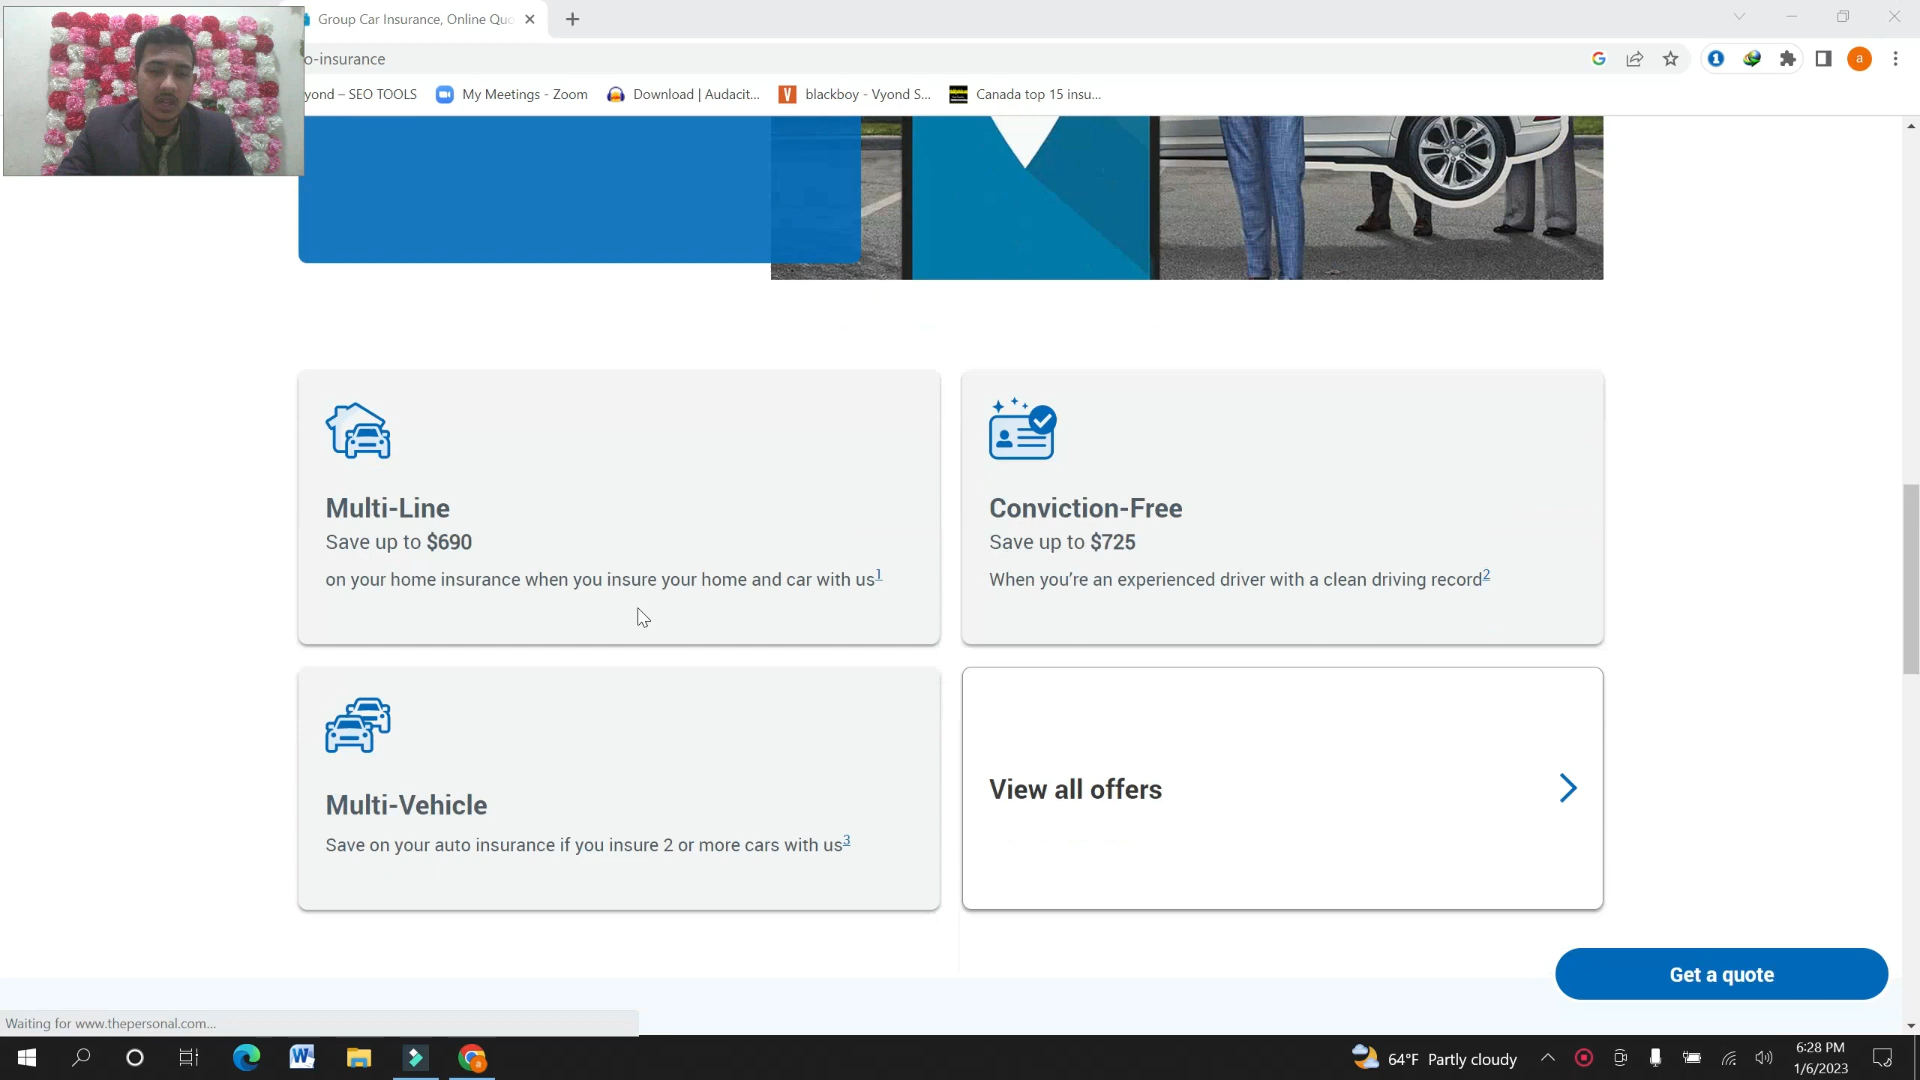 Group Car Insurance, Online Quo
o-insurance
a
yond – SEO TOOLS
My Meetings - Zoom
Download | Audacit...
blackboy - Vyond S...
Canada top 15 insu...
Multi-Line
Save up to $690
on your home insurance when you insure your home and car with us1
Conviction-Free
Save up to $725
When you're an experienced driver with a clean driving record2
Multi-Vehicle
Save on your auto insurance if you insure 2 or more cars with us3
View all offers
Get a quote
Waiting for www.thepersonal.com...
64°F Partly cloudy
6:28 PM
1/6/2023